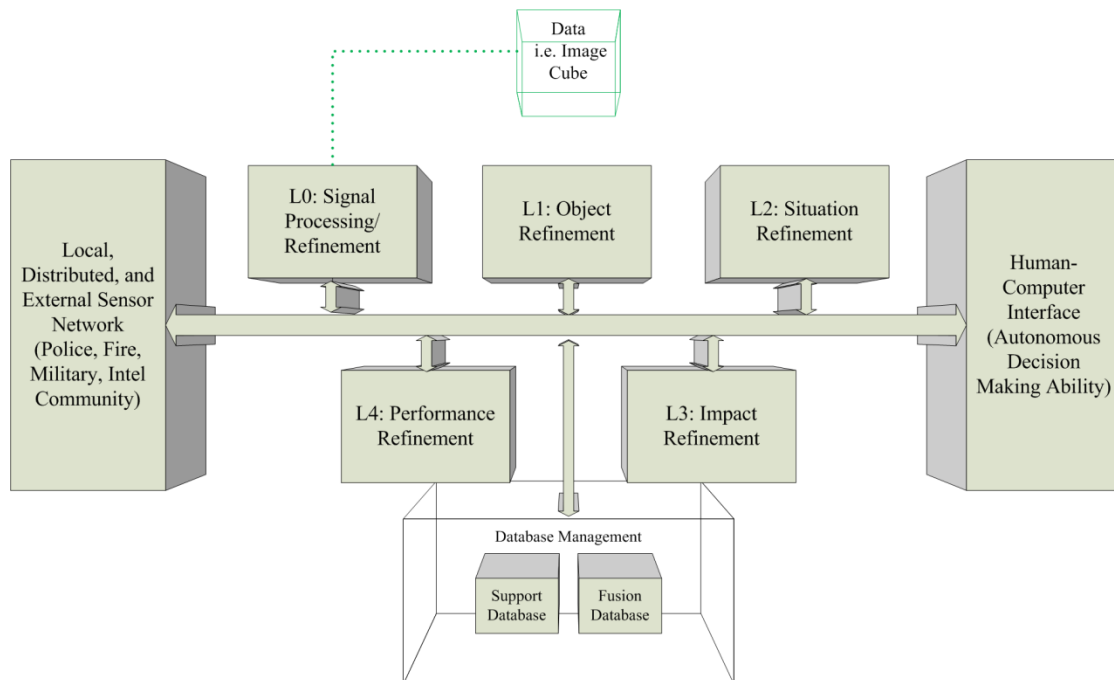 Data
i.e. Image
Cube
L0: Signal
Processing/
Refinement
L1: Object
Refinement
L2: Situation
Refinement
Local,
Distributed, and
External Sensor
Network
(Police, Fire,
Military, Intel
Community)
Human-
Computer
Interface
(Autonomous
Decision
Making Ability)
L4: Performance
Refinement
L3: Impact
Refinement
Database Management
Support
Database
Fusion
Database